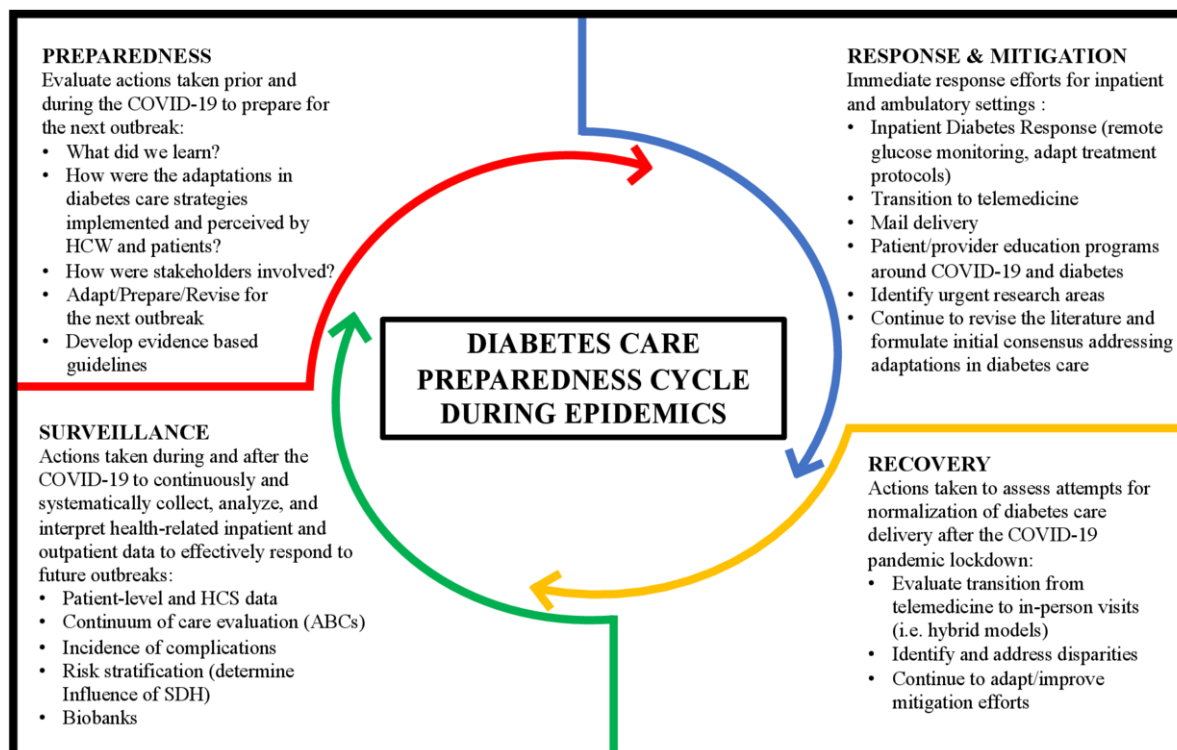 PREPAREDNESS
Evaluate actions taken prior and
during the COVID-19 to prepare for
the next outbreak:
• What did we learn?
• How were the adaptations in
diabetes care strategies
implemented and perceived by
HCW and patients?
• How were stakeholders involved?
• Adapt/Prepare/Revise for
the next outbreak
• Develop evidence based
guidelines
RESPONSE & MITIGATION
Immediate response efforts for inpatient
and ambulatory settings :
• Inpatient Diabetes Response (remote
glucose monitoring, adapt treatment
protocols)
• Transition to telemedicine
• Mail delivery
• Patient/provider education programs
around COVID-19 and diabetes
• Identify urgent research areas
• Continue to revise the literature and
formulate initial consensus addressing
adaptations in diabetes care
DIABETES CARE
PREPAREDNESS CYCLE
DURING EPIDEMICS
SURVEILLANCE
Actions taken during and after the
COVID-19 to continuously and
systematically collect, analyze, and
interpret health-related inpatient and
outpatient data to effectively respond to
future outbreaks:
• Patient-level and HCS data
• Continuum of care evaluation (ABCs)
• Incidence of complications
• Risk stratification (determine
Influence of SDH)
• Biobanks
RECOVERY
Actions taken to assess attempts for
normalization of diabetes care
delivery after the COVID-19
pandemic lockdown:
• Evaluate transition from
telemedicine to in-person visits
(i.e. hybrid models)
• Identify and address disparities
• Continue to adapt/improve
mitigation efforts